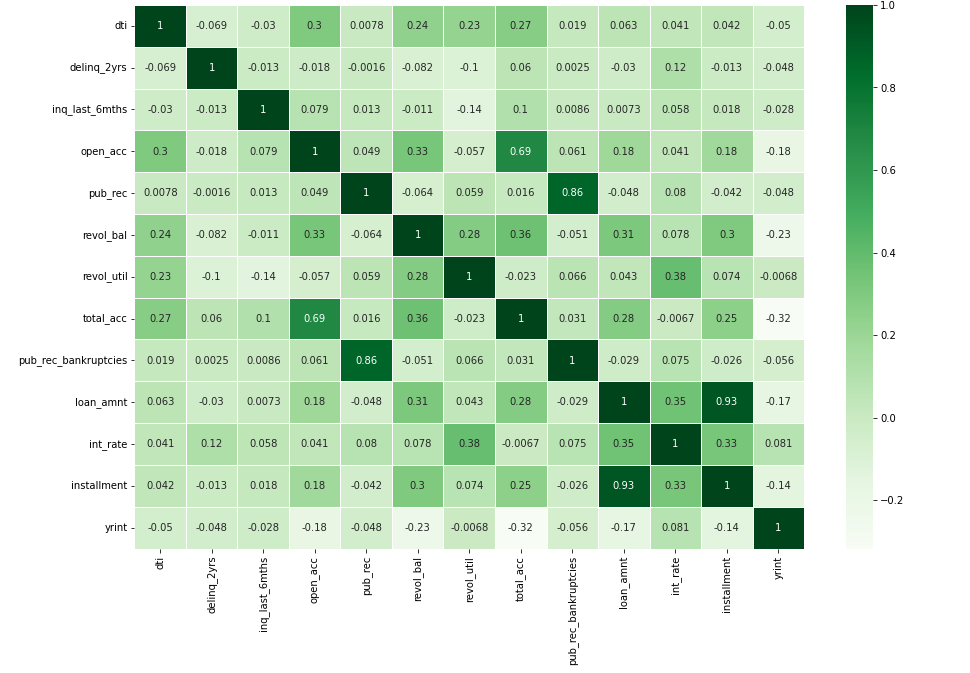 dti 1 -0.069 -0.03 0.3 0.0078 0.24 0.23 0.27 0.019 0.063 0.041 0.042 -0.05
delinq_2yrs -0.069 1 -0.013 -0.018 -0.0016 -0.082 -0.1 0.06 0.0025 -0.03 0.12 -0.013 -0.048
inq_last_6mths -0.03 -0.013 1 0.079 0.013 -0.011 -0.14 0.1 0.0086 0.0073 0.058 0.018 -0.028
open_acc 0.3 -0.018 0.079 1 0.049 0.33 -0.057 0.69 0.061 0.18 0.041 0.18 -0.18
pub_rec 0.0078 -0.0016 0.013 0.049 1 -0.064 0.059 0.016 0.86 -0.048 0.08 -0.042 -0.048
revol_bal 0.24 -0.082 -0.011 0.33 -0.064 1 0.28 0.36 -0.051 0.31 0.078 0.3 -0.23
revol_util 0.23 -0.1 -0.14 -0.057 0.059 0.28 1 -0.023 0.066 0.043 0.38 0.074 -0.0068
total_acc 0.27 0.06 0.1 0.69 0.016 0.36 -0.023 1 0.031 0.28 -0.0067 0.25 -0.32
pub_rec_bankruptcies 0.019 0.0025 0.0086 0.061 0.86 -0.051 0.066 0.031 1 -0.029 0.075 -0.026 -0.056
loan_amnt 0.063 -0.03 0.0073 0.18 -0.048 0.31 0.043 0.28 -0.029 1 0.35 0.93 -0.17
int_rate 0.041 0.12 0.058 0.041 0.08 0.078 0.38 -0.0067 0.075 0.35 1 0.33 0.081
installment 0.042 -0.013 0.018 0.18 -0.042 0.3 0.074 0.25 -0.026 0.93 0.33 1 -0.14
yrint -0.05 -0.048 -0.028 -0.18 -0.048 -0.23 -0.0068 -0.32 -0.056 -0.17 0.081 -0.14 1
dti delinq_2yrs inq_last_6mths open_acc pub_rec revol_bal revol_util total_acc pub_rec_bankruptcies loan_amnt int_rate installment yrint
1.0
0.8
0.6
0.4
0.2
0.0
−0.2